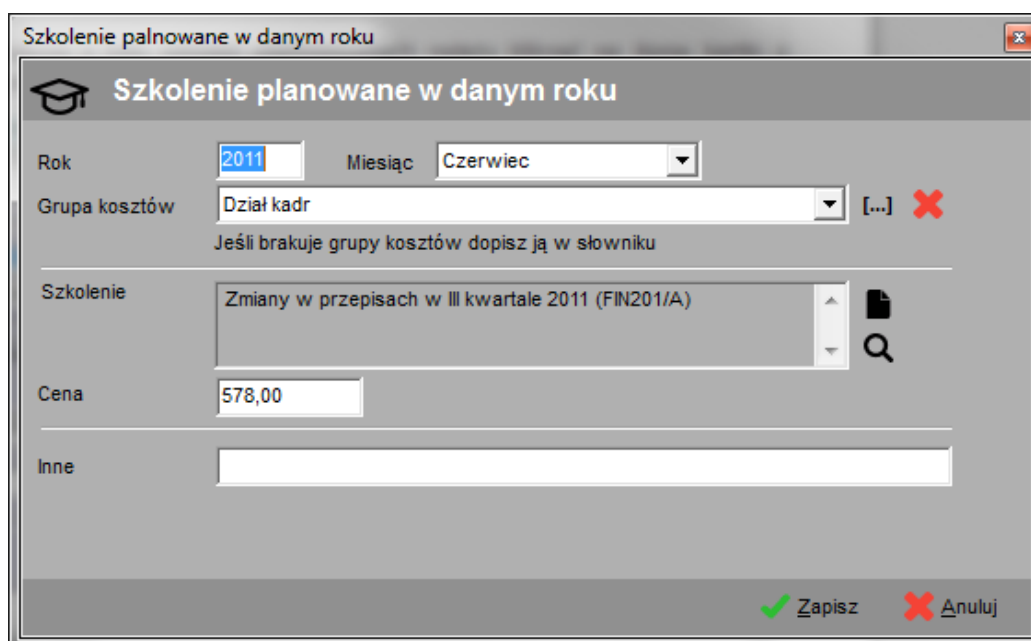 Szkolenie palnowane w danym roku
Szkolenie planowane w danym roku
Rok 2011 Miesiąc Czerwiec
Grupa kosztów Dział kadr [...]
Jeśli brakuje grupy kosztów dopisz ją w słowniku
Szkolenie Zmiany w przepisach w III kwartale 2011 (FIN201/A)
Cena 578,00
Inne
Zapisz Anuluj